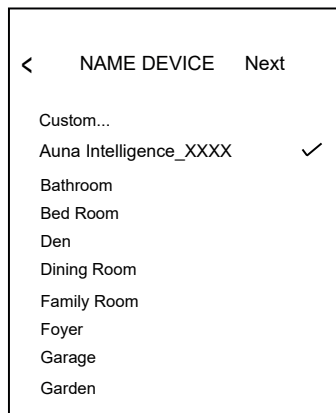 < NAME DEVICE Next
Custom...
Auna Intelligence_XXXX
Bathroom
Bed Room
Den
Dining Room
Family Room
Foyer
Garage
Garden